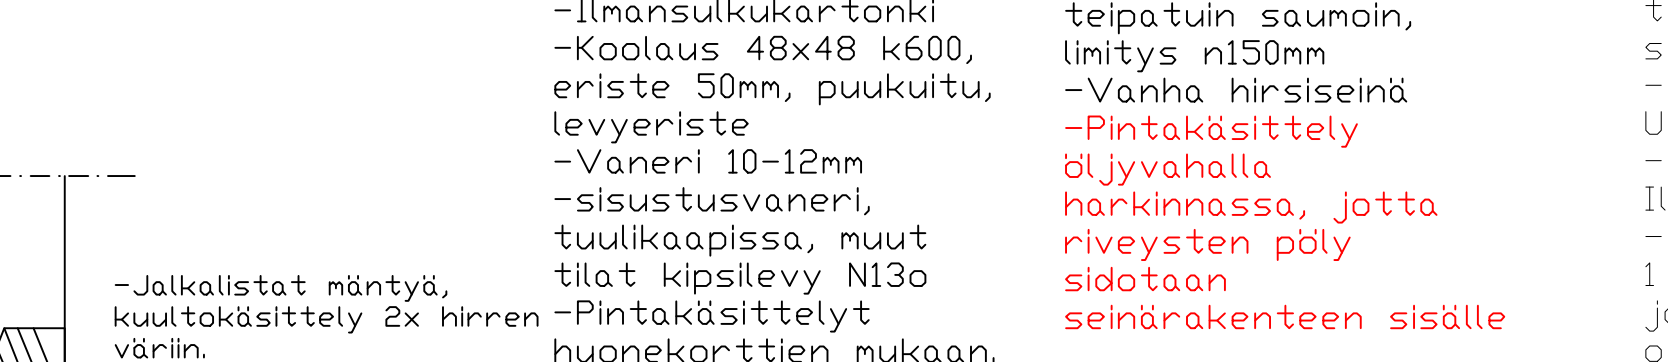 -Ilmansulkukartonki
-Koolaus 48x48 k600,
eriste 50mm, puukuitu,
levyeriste
-Vaneri 10-12mm
-sisustusvaneri,
tuulikaapissa, muut
tilat kipsilevy N13o
-Pintakäsittelyt
huonekorttien mukaan.
teipatuin saumoin,
limitys n150mm
-Vanha hirsiseinä
-Pintakäsittely
öljyvahalla
harkinnassa, jotta
riveysten pöly
sidotaan
seinärakenteen sisälle
-Jalkalistat mäntyä,
kuultokäsittely 2x hirren
väriin.